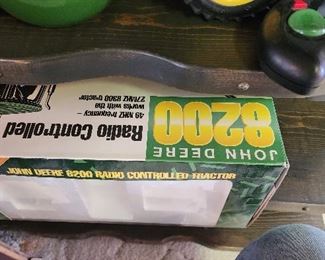 JOHN DEERE
8200
Radio Controlled
49 MHZ frequency -
works with the
27MHZ 8300 tractor
JOHN DEERE 8200 RADIO CONTROLLED TRACTOR